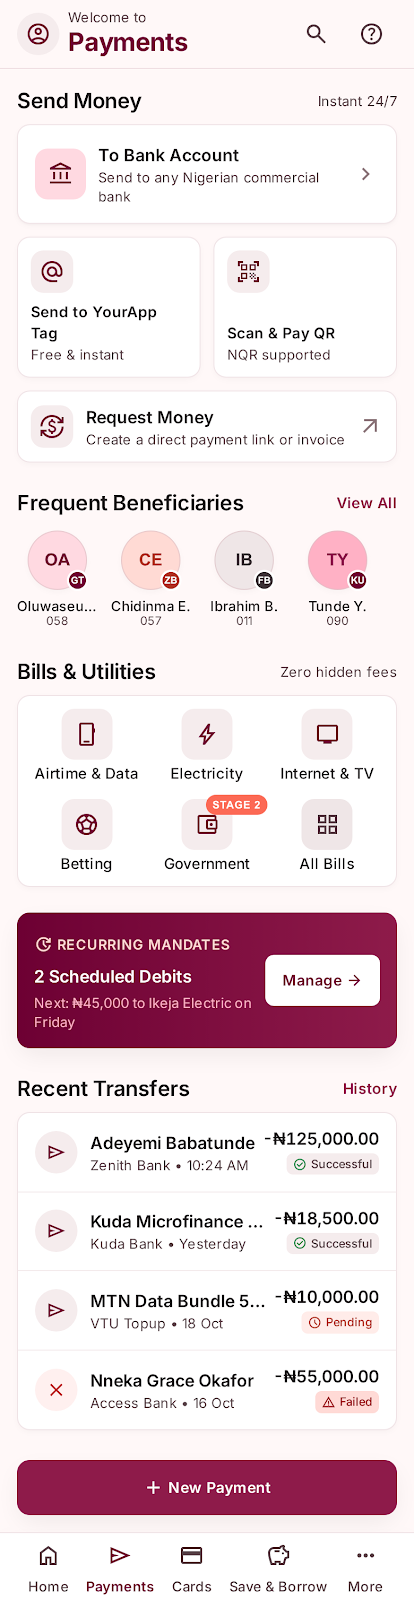 Welcome to
Payments
Send Money
Instant 24/7
To Bank Account
Send to any Nigerian commercial
bank
Send to YourApp
Tag
Free & instant
Scan & Pay QR
NQR supported
Request Money
Create a direct payment link or invoice
Frequent Beneficiaries
View All
OA
GT
CE
ZB
IB
FB
TY
KU
Oluwaseu...
Chidinma E.
Ibrahim B.
Tunde Y.
058
057
011
090
Bills & Utilities
Zero hidden fees
Airtime & Data
Electricity
Internet & TV
STAGE 2
Betting
Government
All Bills
RECURRING MANDATES
2 Scheduled Debits
Next: ₦45,000 to Ikeja Electric on
Friday
Manage →
Recent Transfers
History
Adeyemi Babatunde
-₦125,000.00
Zenith Bank • 10:24 AM
Successful
Kuda Microfinance ...
-₦18,500.00
Kuda Bank • Yesterday
Successful
MTN Data Bundle 5...
-₦10,000.00
VTU Topup • 18 Oct
Pending
Nneka Grace Okafor
-₦55,000.00
Access Bank • 16 Oct
Failed
+ New Payment
Home
Payments
Cards
Save & Borrow
More